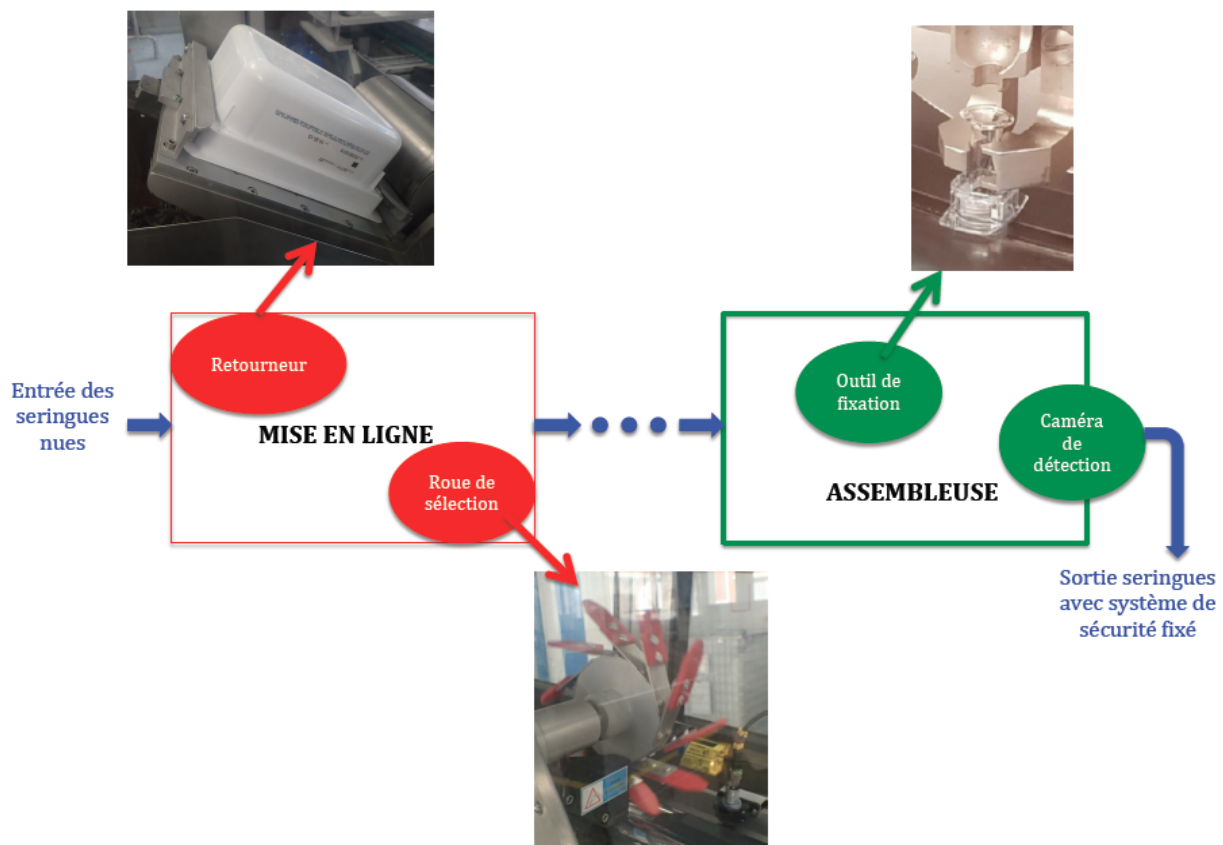 Retourneur
Entrée des
seringues
nues
MISE EN LIGNE
Roue de
sélection
Outil de
fixation
Caméra
de
détection
ASSEMBLEUSE
Sortie seringues
avec système de
sécurité fixé